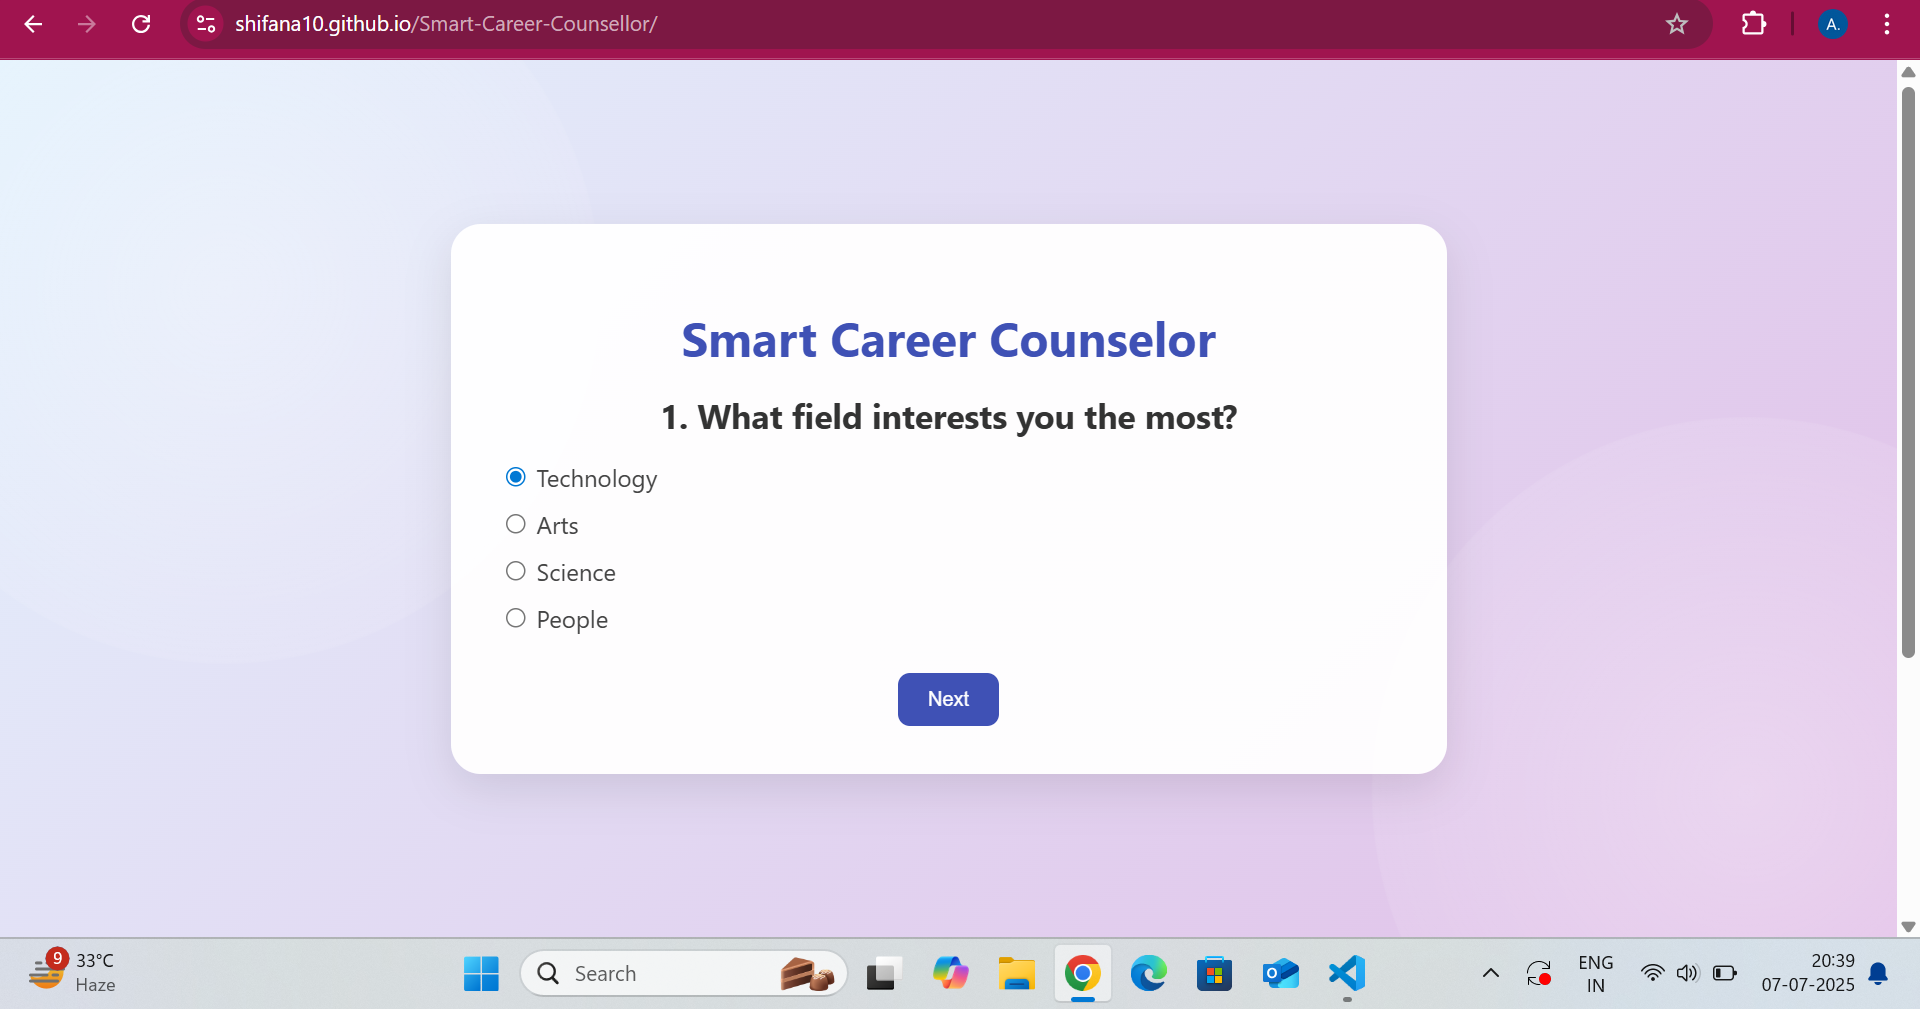 shifana10.github.io/Smart-Career-Counsellor/
A.
Smart Career Counselor
1. What field interests you the most?
Technology
Arts
Science
People
Next
9
33°C
Haze
Search
ENG
IN
20:39
07-07-2025